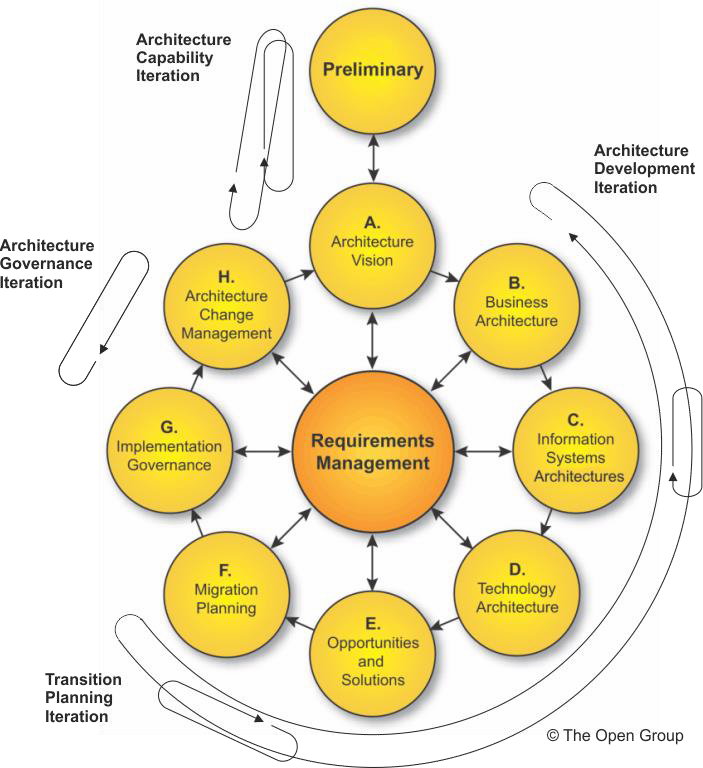 Architecture
Capability
Iteration
Preliminary
Architecture
Development
Iteration
A.
Architecture
Vision
Architecture
Governance
Iteration
H.
Architecture
Change
Management
B.
Business
Architecture
G.
Implementation
Governance
Requirements
Management
C.
Information
Systems
Architectures
F.
Migration
Planning
D.
Technology
Architecture
E.
Opportunities
and
Solutions
Transition
Planning
Iteration
© The Open Group